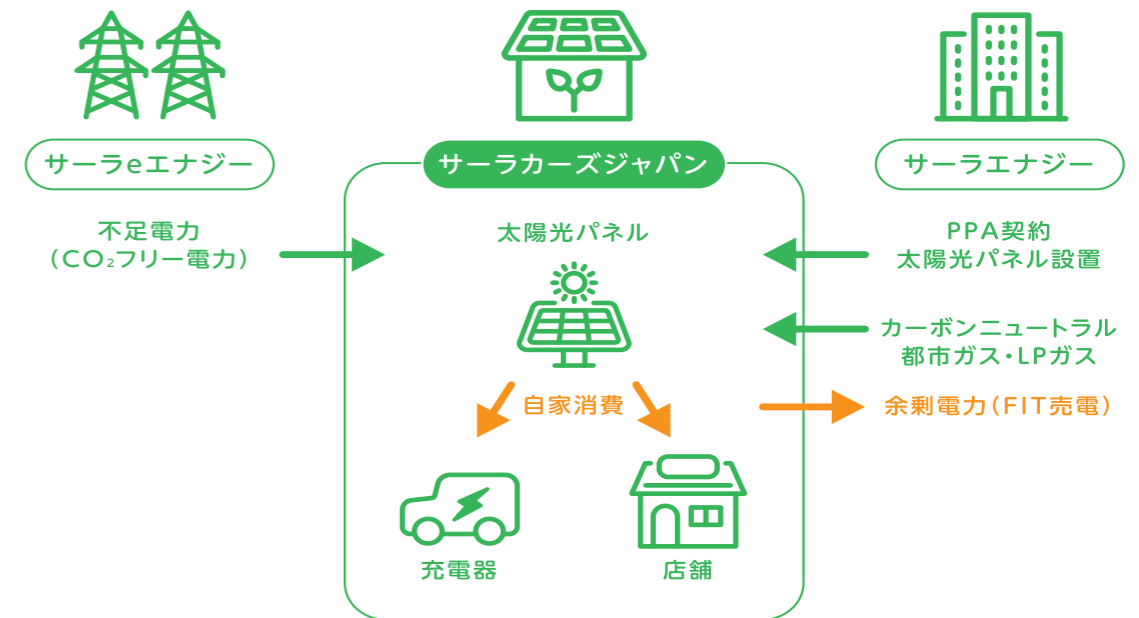 サーラeエナジー
サーラカーズジャパン
サーラエナジー
不足電力
（CO₂フリー電力）
太陽光パネル
PPA契約
太陽光パネル設置
カーボンニュートラル
都市ガス・LPガス
自家消費
余剰電力（FIT売電）
充電器
店舗